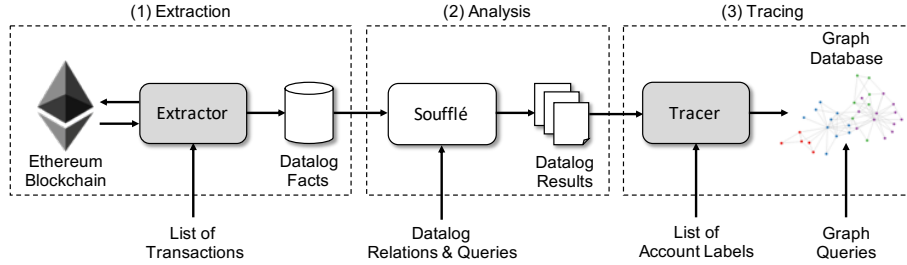 (1) Extraction
(2) Analysis
(3) Tracing
Graph
Database
Extractor
Soufflé
Tracer
Ethereum
Blockchain
Datalog
Facts
Datalog
Results
List of
Transactions
Datalog
Relations & Queries
List of
Account Labels
Graph
Queries